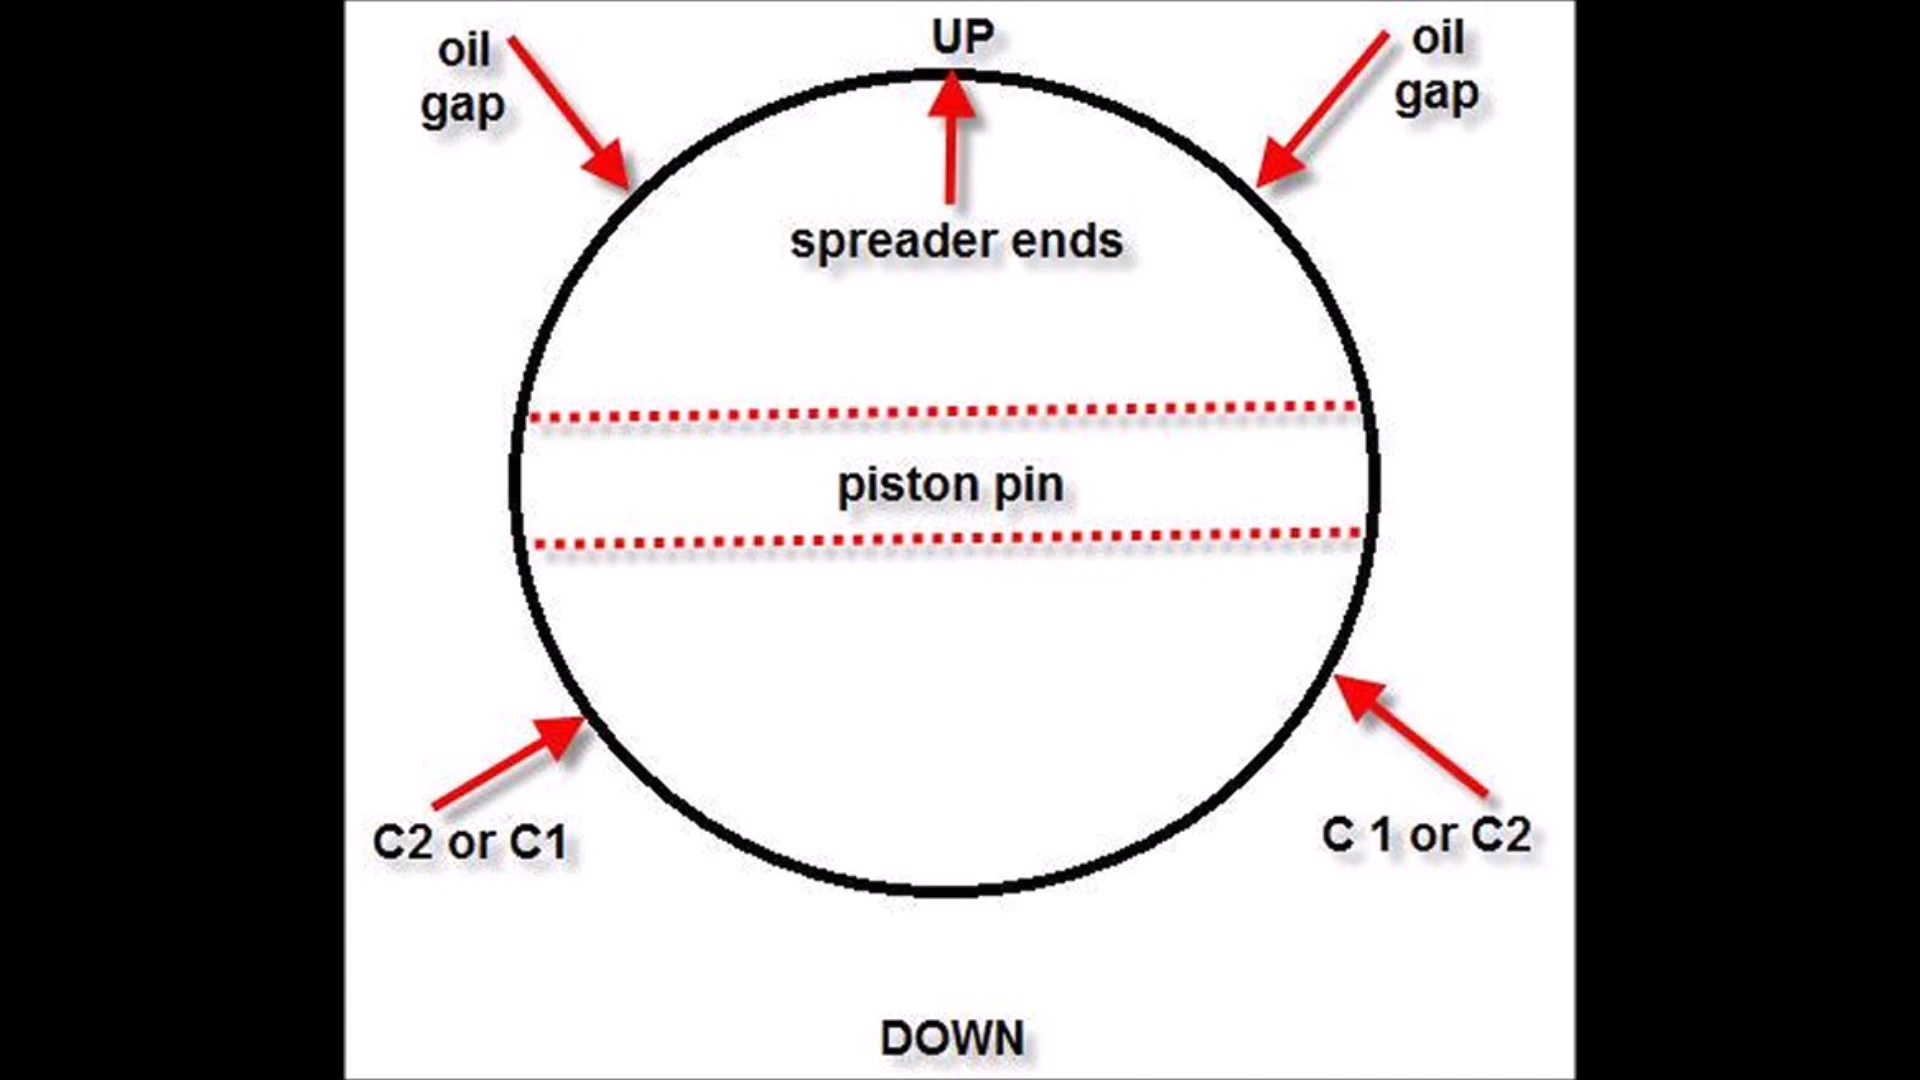 UP
oil
gap
oil
gap
spreader ends
piston pin
C2 or C1
C 1 or C2
DOWN